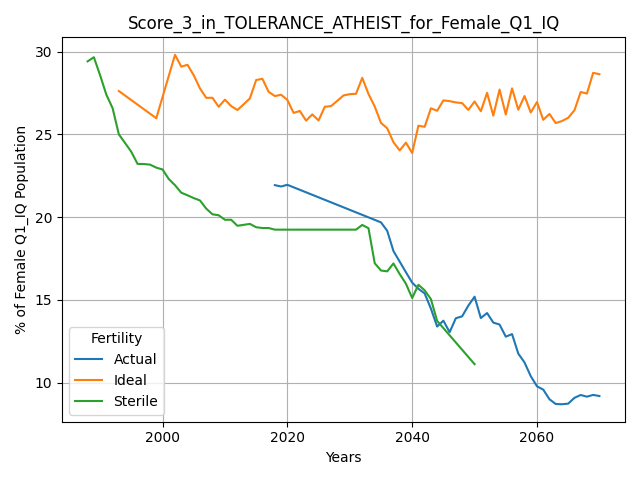 Score_3_in_TOLERANCE_ATHEIST_for_Female_Q1_IQ
% of Female Q1_IQ Population
30
25
20
15
10
Fertility
Actual
Ideal
Sterile
2000 2020 2040 2060
Years